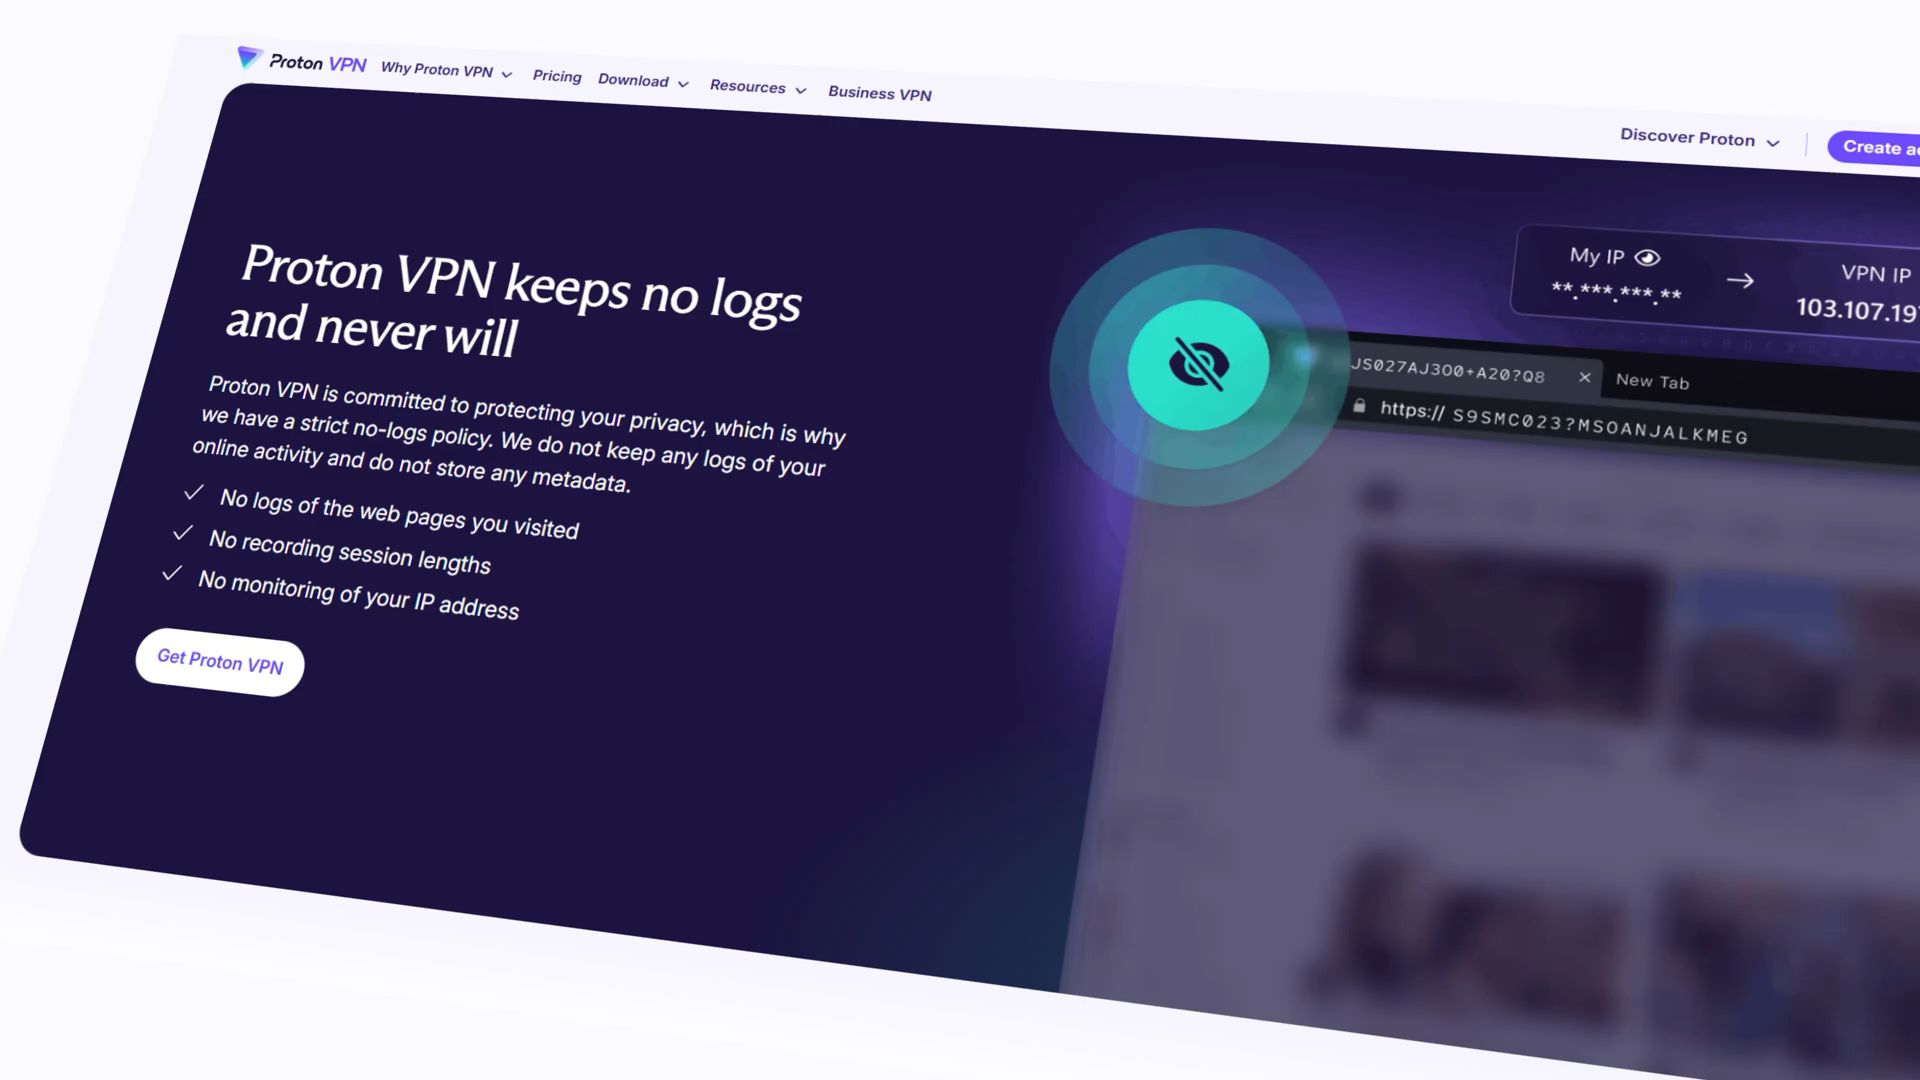 Proton VPN
Why Proton VPN
Pricing
Download
Resources
Business VPN
Discover Proton
Create
Proton VPN keeps no logs
and never will
Proton VPN is committed to protecting your privacy, which is why
we have a strict no-logs policy. We do not keep any logs of your
online activity and do not store any metadata.
No logs of the web pages you visited
No recording session lengths
No monitoring of your IP address
Get Proton VPN
My IP
**.***.***.**
VPN IP
103.107.19
JS027AJ3O0+A20?Q8
New Tab
https:// S9SMC023?MSOANJALKMEG